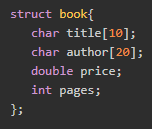 struct book{
   char title[10];
   char author[20];
   double price;
   int pages;
};